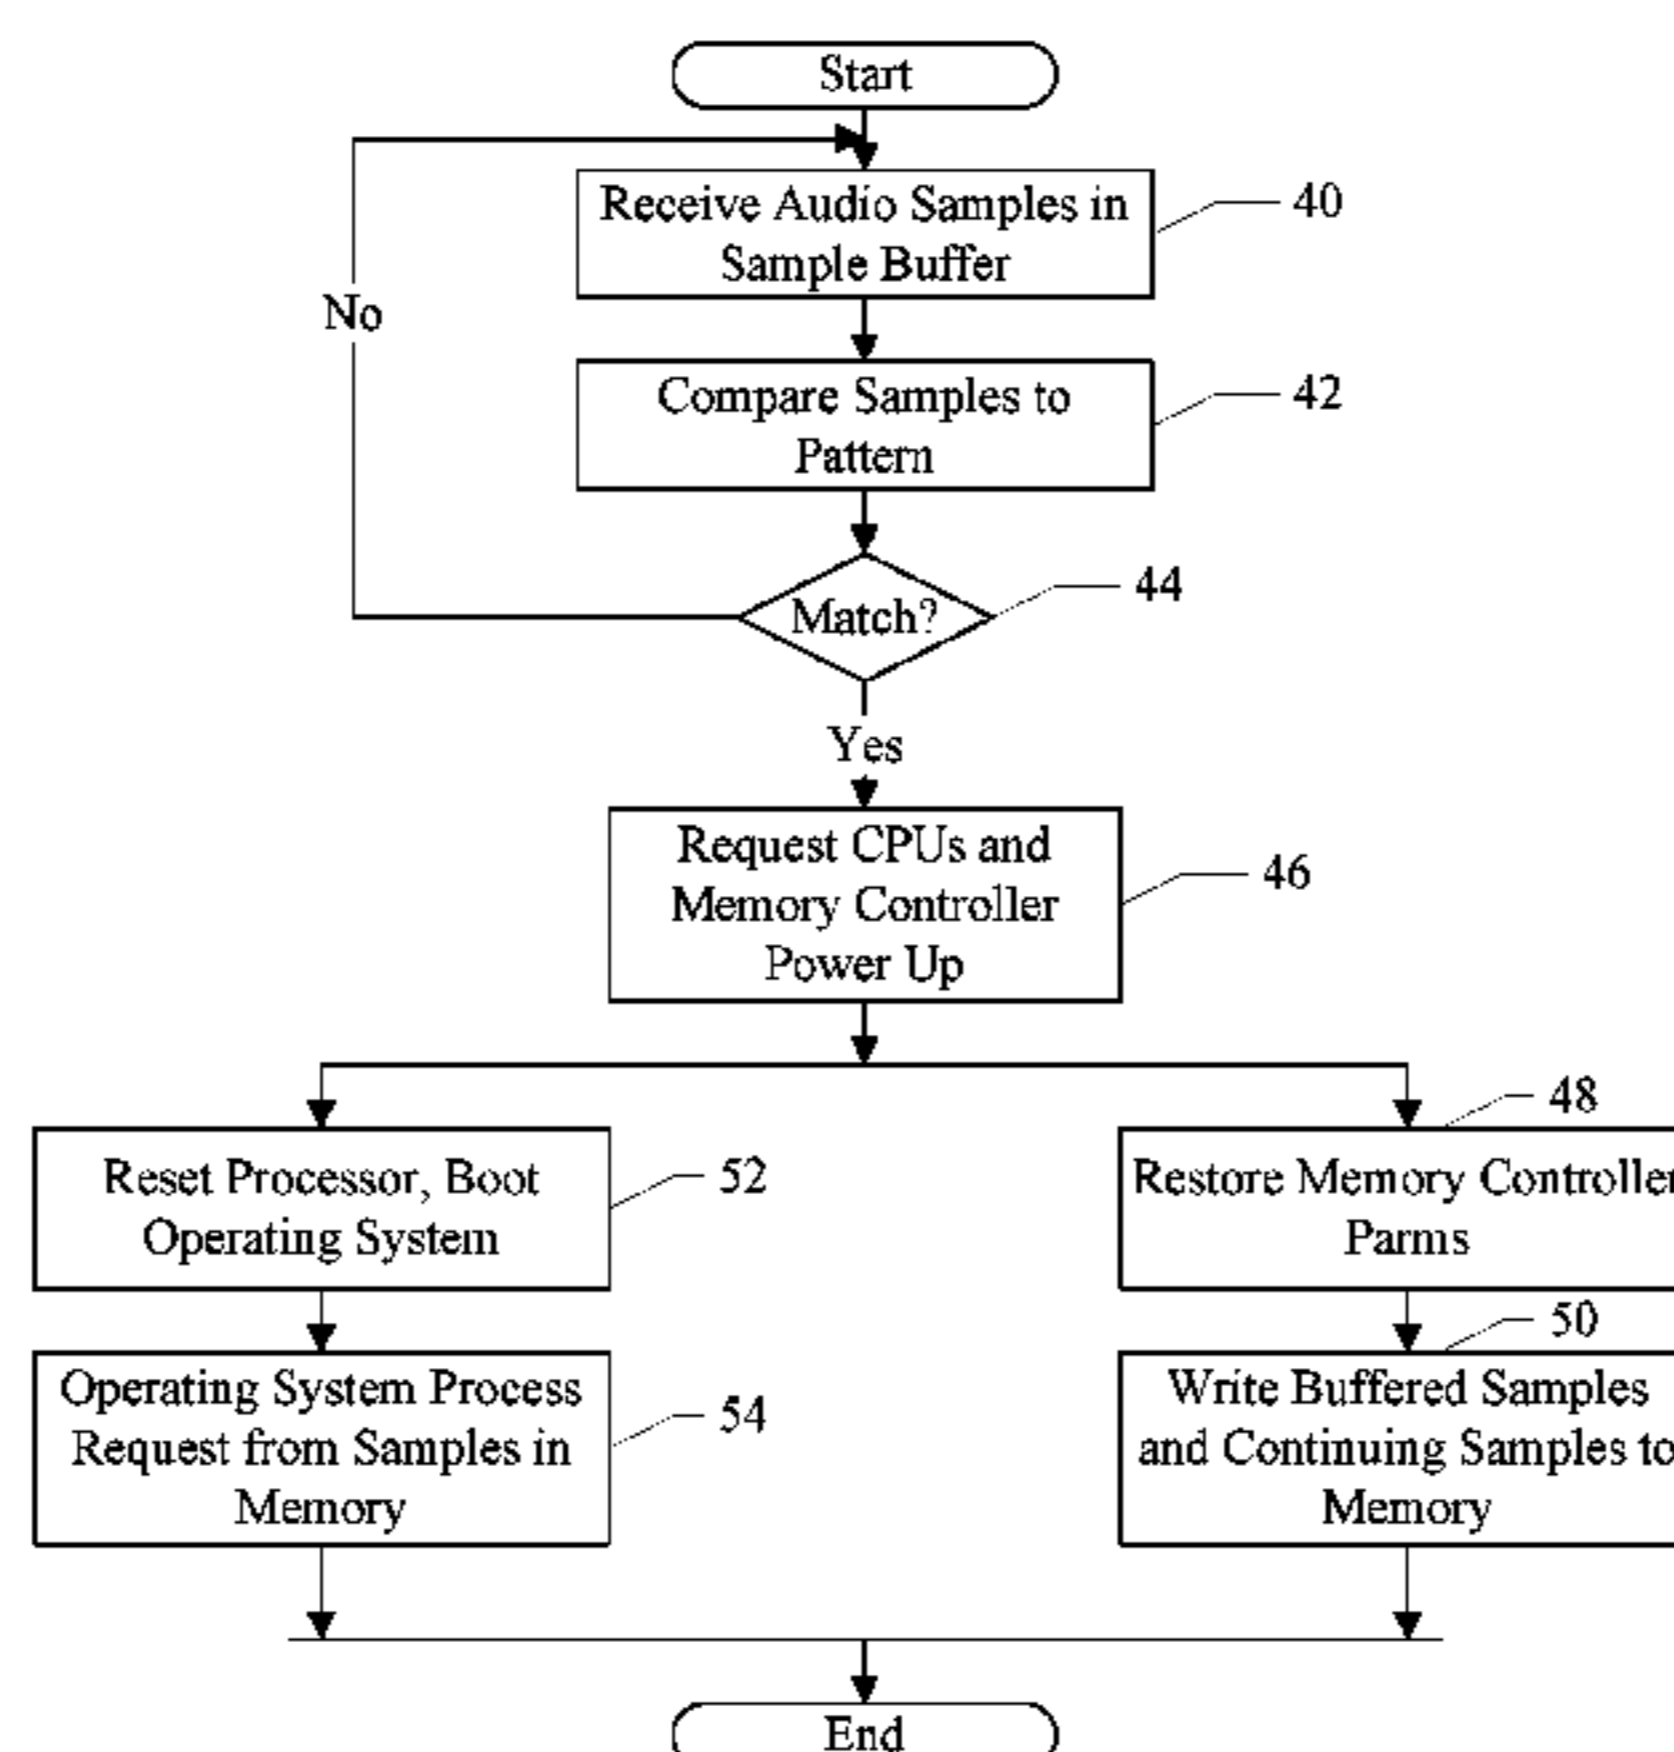 Start
Receive Audio Samples in
Sample Buffer
40
No
Compare Samples to
Pattern
42
Match?
44
Yes
Request CPUs and
Memory Controller
Power Up
46
Reset Processor, Boot
Operating System
52
48
Restore Memory Controller
Parms
Operating System Process
Request from Samples in
Memory
54
50
Write Buffered Samples
and Continuing Samples to
Memory
End